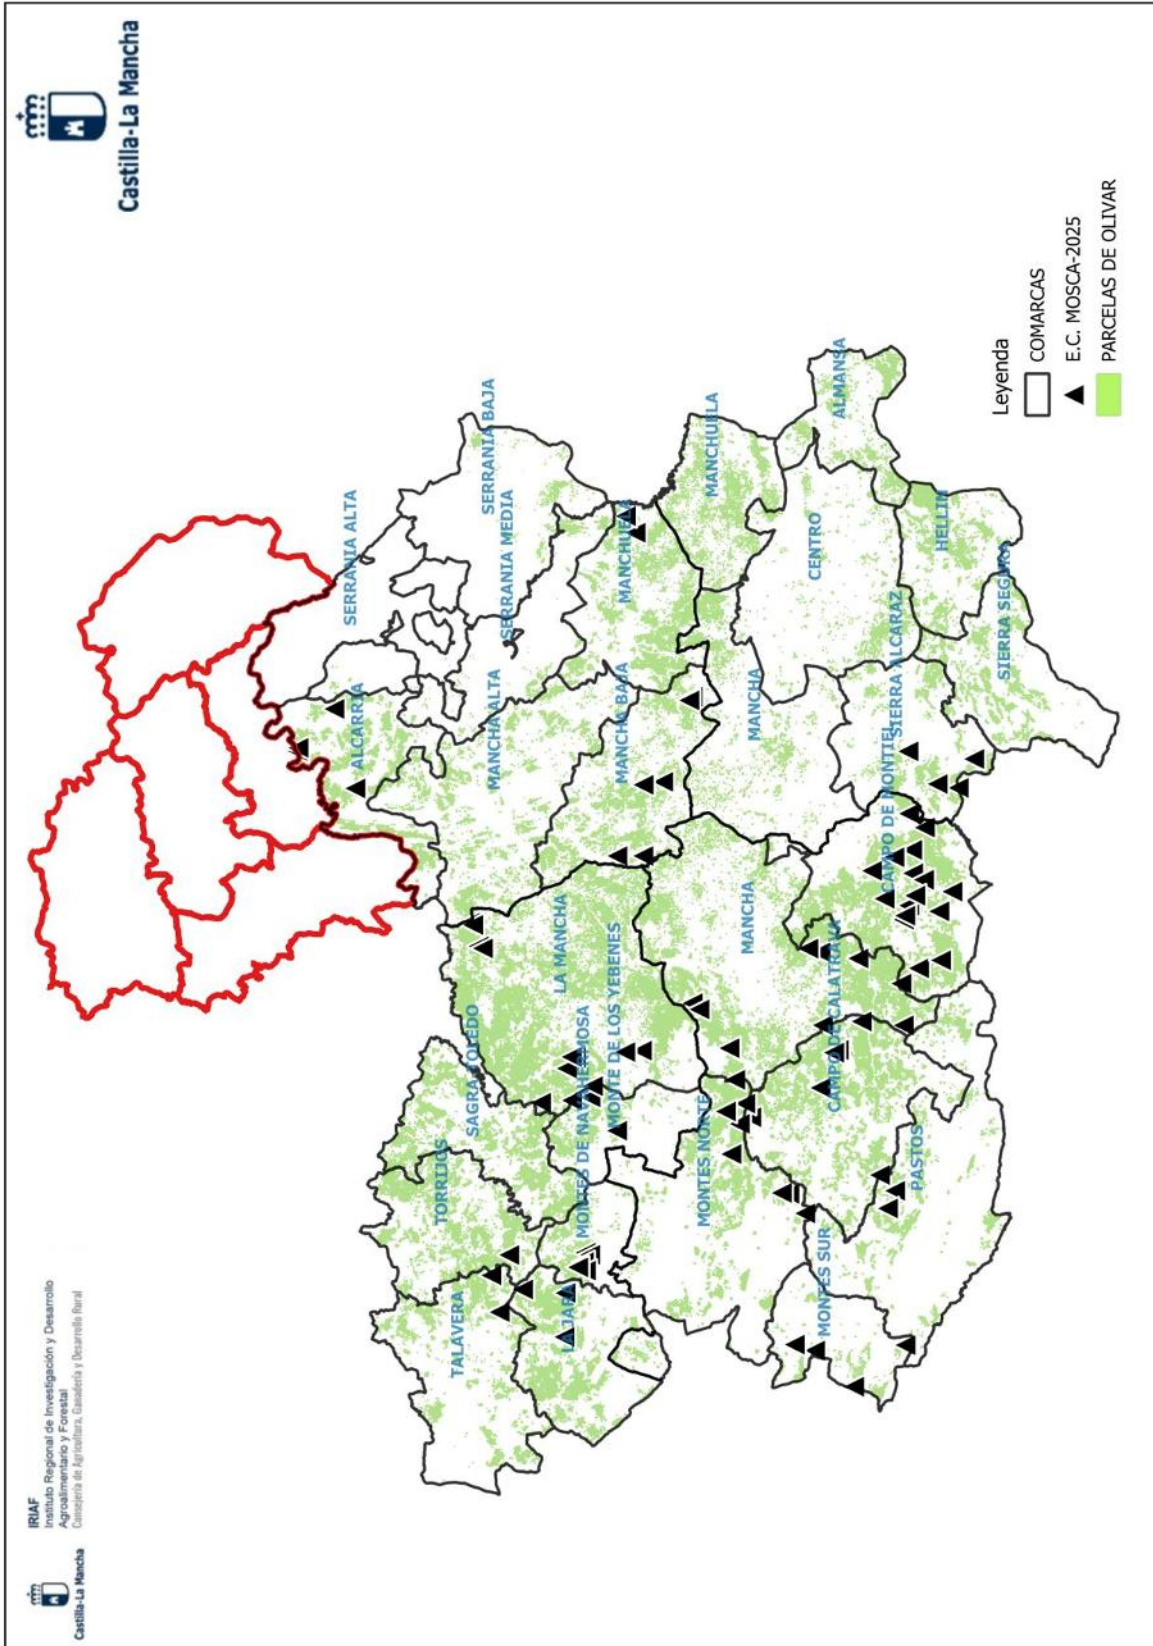 Castilla-La Mancha
IRIAF
Instituto Regional de Investigación y Desarrollo
Agroalimentario y Forestal
Consejería de Agricultura, Ganadería y Desarrollo Rural
Castilla-La Mancha
SERRANIA ALTA
ALCARRIA
SERRANIA BAJA
SERRANIA MEDIA
MANCHA ALTA
TALAVERA
TORRIJOS
SAGRA TOLEDO
LA MANCHA
LA JARA
MONTES DE NAVAHERMOSA
MONTE DE LOS YEBENES
MANCHA BAJA
MANCHUELA
MONTES NORTE
MANCHA
MANCHA
MANCHUELA
MONTES SUR
CAMPO DE CALATRAVA
CENTRO
ALMANSA
PASTOS
CAMPO DE MONTIEL
SIERRA ALCARAZ
HELLIN
SIERRA SEGURA
Leyenda
COMARCAS
E.C. MOSCA-2025
PARCELAS DE OLIVAR